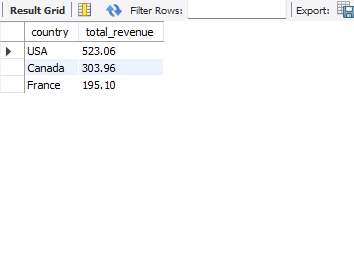 Result Grid Filter Rows: Export:
country total_revenue
USA 523.06
Canada 303.96
France 195.10